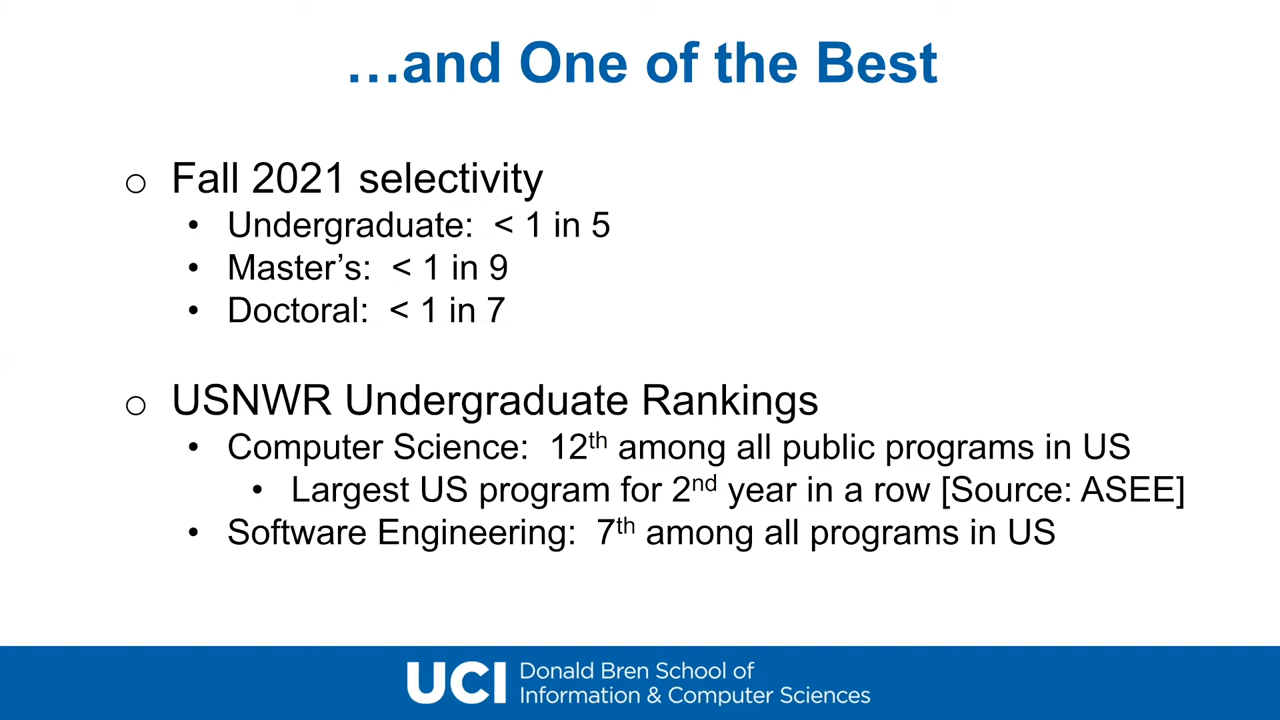 …and One of the Best
○ Fall 2021 selectivity
• Undergraduate: < 1 in 5
• Master’s: < 1 in 9
• Doctoral: < 1 in 7
○ USNWR Undergraduate Rankings
• Computer Science: 12th among all public programs in US
• Largest US program for 2nd year in a row [Source: ASEE]
• Software Engineering: 7th among all programs in US
UCI Donald Bren School of
Information & Computer Sciences